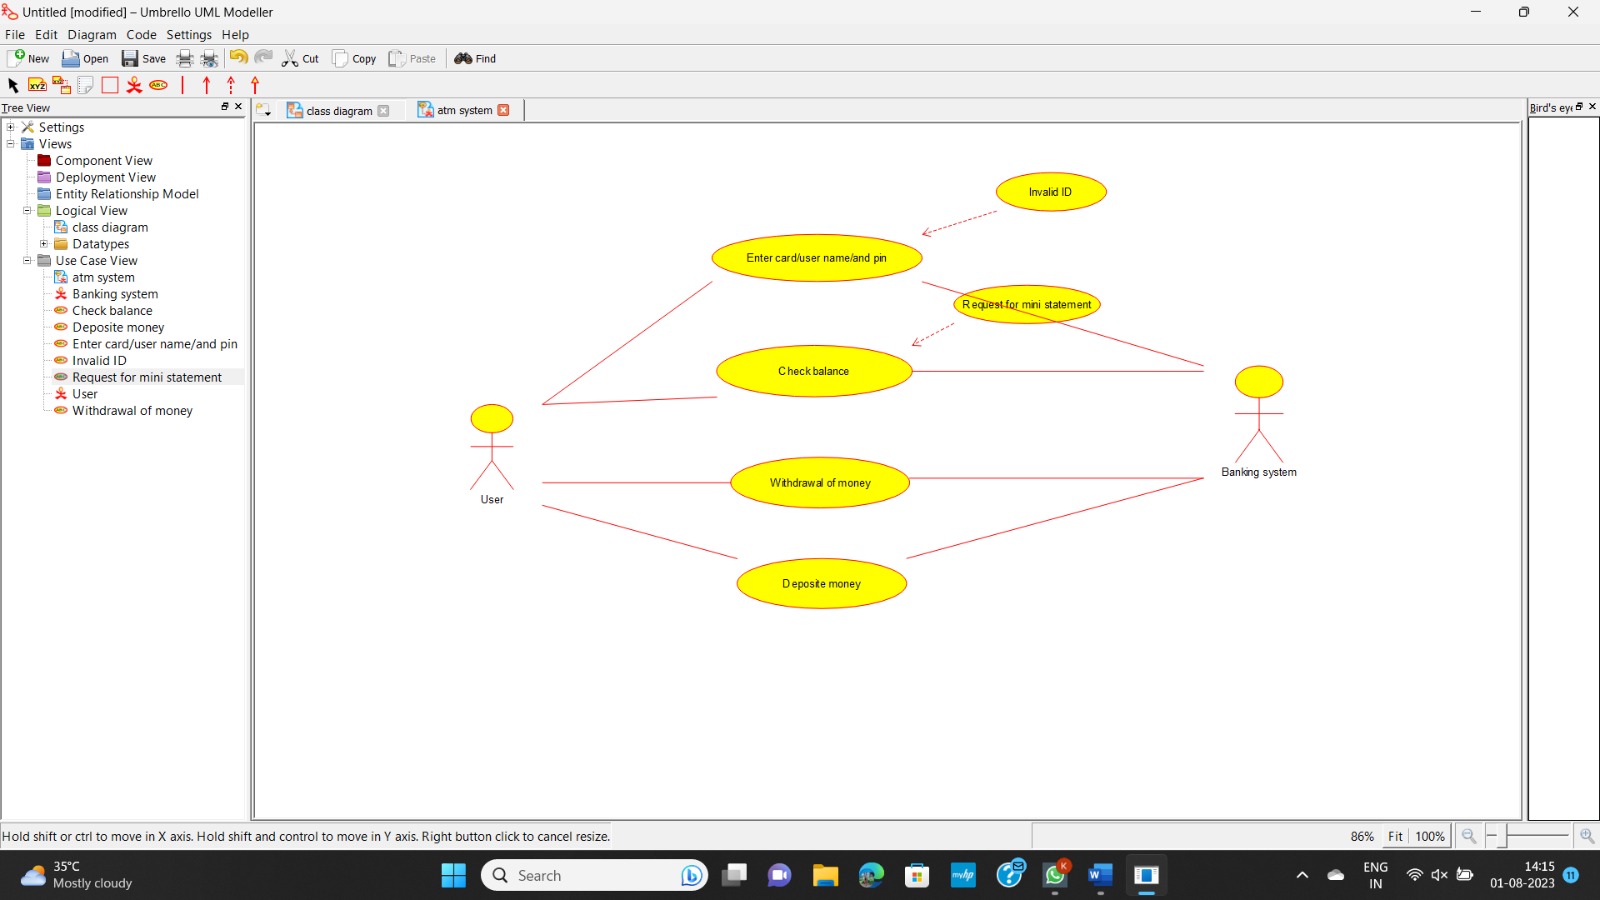 Untitled [modified] – Umbrello UML Modeller
File Edit Diagram Code Settings Help
New Open Save Cut Copy Paste Find
XYZ ABC
Tree View
class diagram atm system
Bird's eye
Settings
Views
Component View
Deployment View
Entity Relationship Model
Logical View
class diagram
Datatypes
Use Case View
atm system
Banking system
Check balance
Deposite money
Enter card/user name/and pin
Invalid ID
Request for mini statement
User
Withdrawal of money
Invalid ID
Enter card/user name/and pin
Request for mini statement
Check balance
Banking system
Withdrawal of money
User
Deposite money
Hold shift or ctrl to move in X axis. Hold shift and control to move in Y axis. Right button click to cancel resize.
86% Fit 100%
35°C
Mostly cloudy
Search
myhp
K
W
ENG
IN
14:15
01-08-2023
11